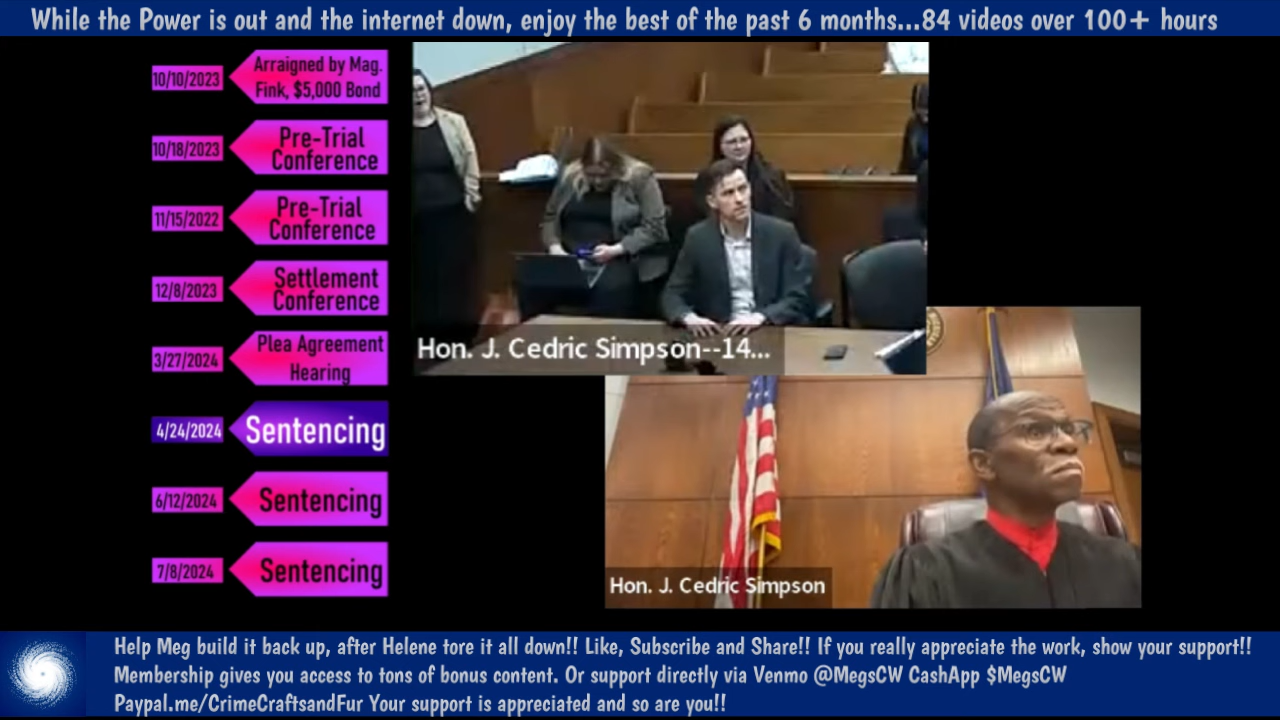 While the Power is out and the internet down, enjoy the best of the past 6 months...84 videos over 100+ hours
10/10/2023
Arraigned by Mag.
Fink, $5,000 Bond
10/18/2023
Pre-Trial
Conference
11/15/2022
Pre-Trial
Conference
12/8/2023
Settlement
Conference
3/27/2024
Plea Agreement
Hearing
4/24/2024
Sentencing
6/12/2024
Sentencing
7/8/2024
Sentencing
Hon. J. Cedric Simpson--14...
Hon. J. Cedric Simpson
Help Meg build it back up, after Helene tore it all down!! Like, Subscribe and Share!! If you really appreciate the work, show your support!!
Membership gives you access to tons of bonus content. Or support directly via Venmo @MegsCW CashApp $MegsCW
Paypal.me/CrimeCraftsandFur Your support is appreciated and so are you!!